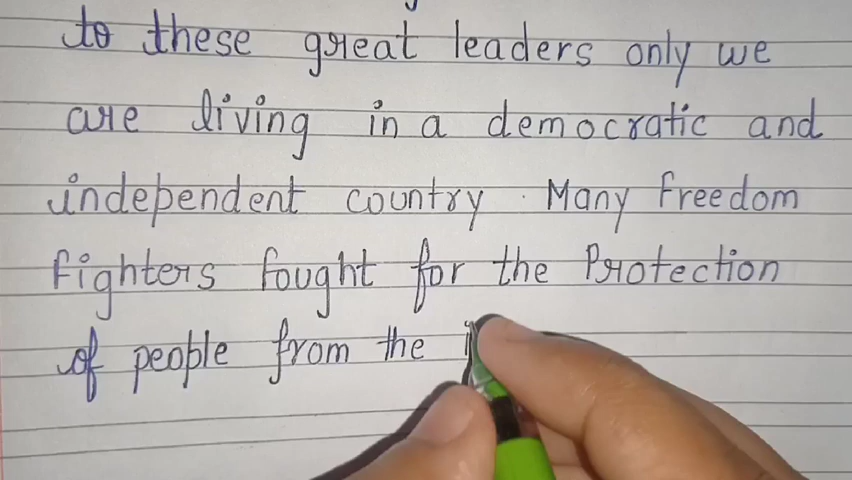 to these great leaders only we
are living in a democratic and
independent country. Many Freedom
Fighters Fought for the Protection
of people from the